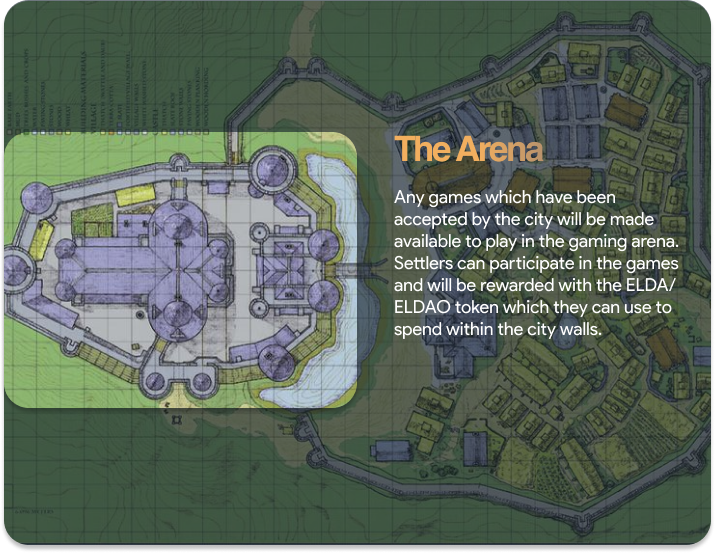 The Arena
Any games which have been
accepted by the city will be made
available to play in the gaming arena.
Settlers can participate in the games
and will be rewarded with the ELDA/
ELDAO token which they can use to
spend within the city walls.